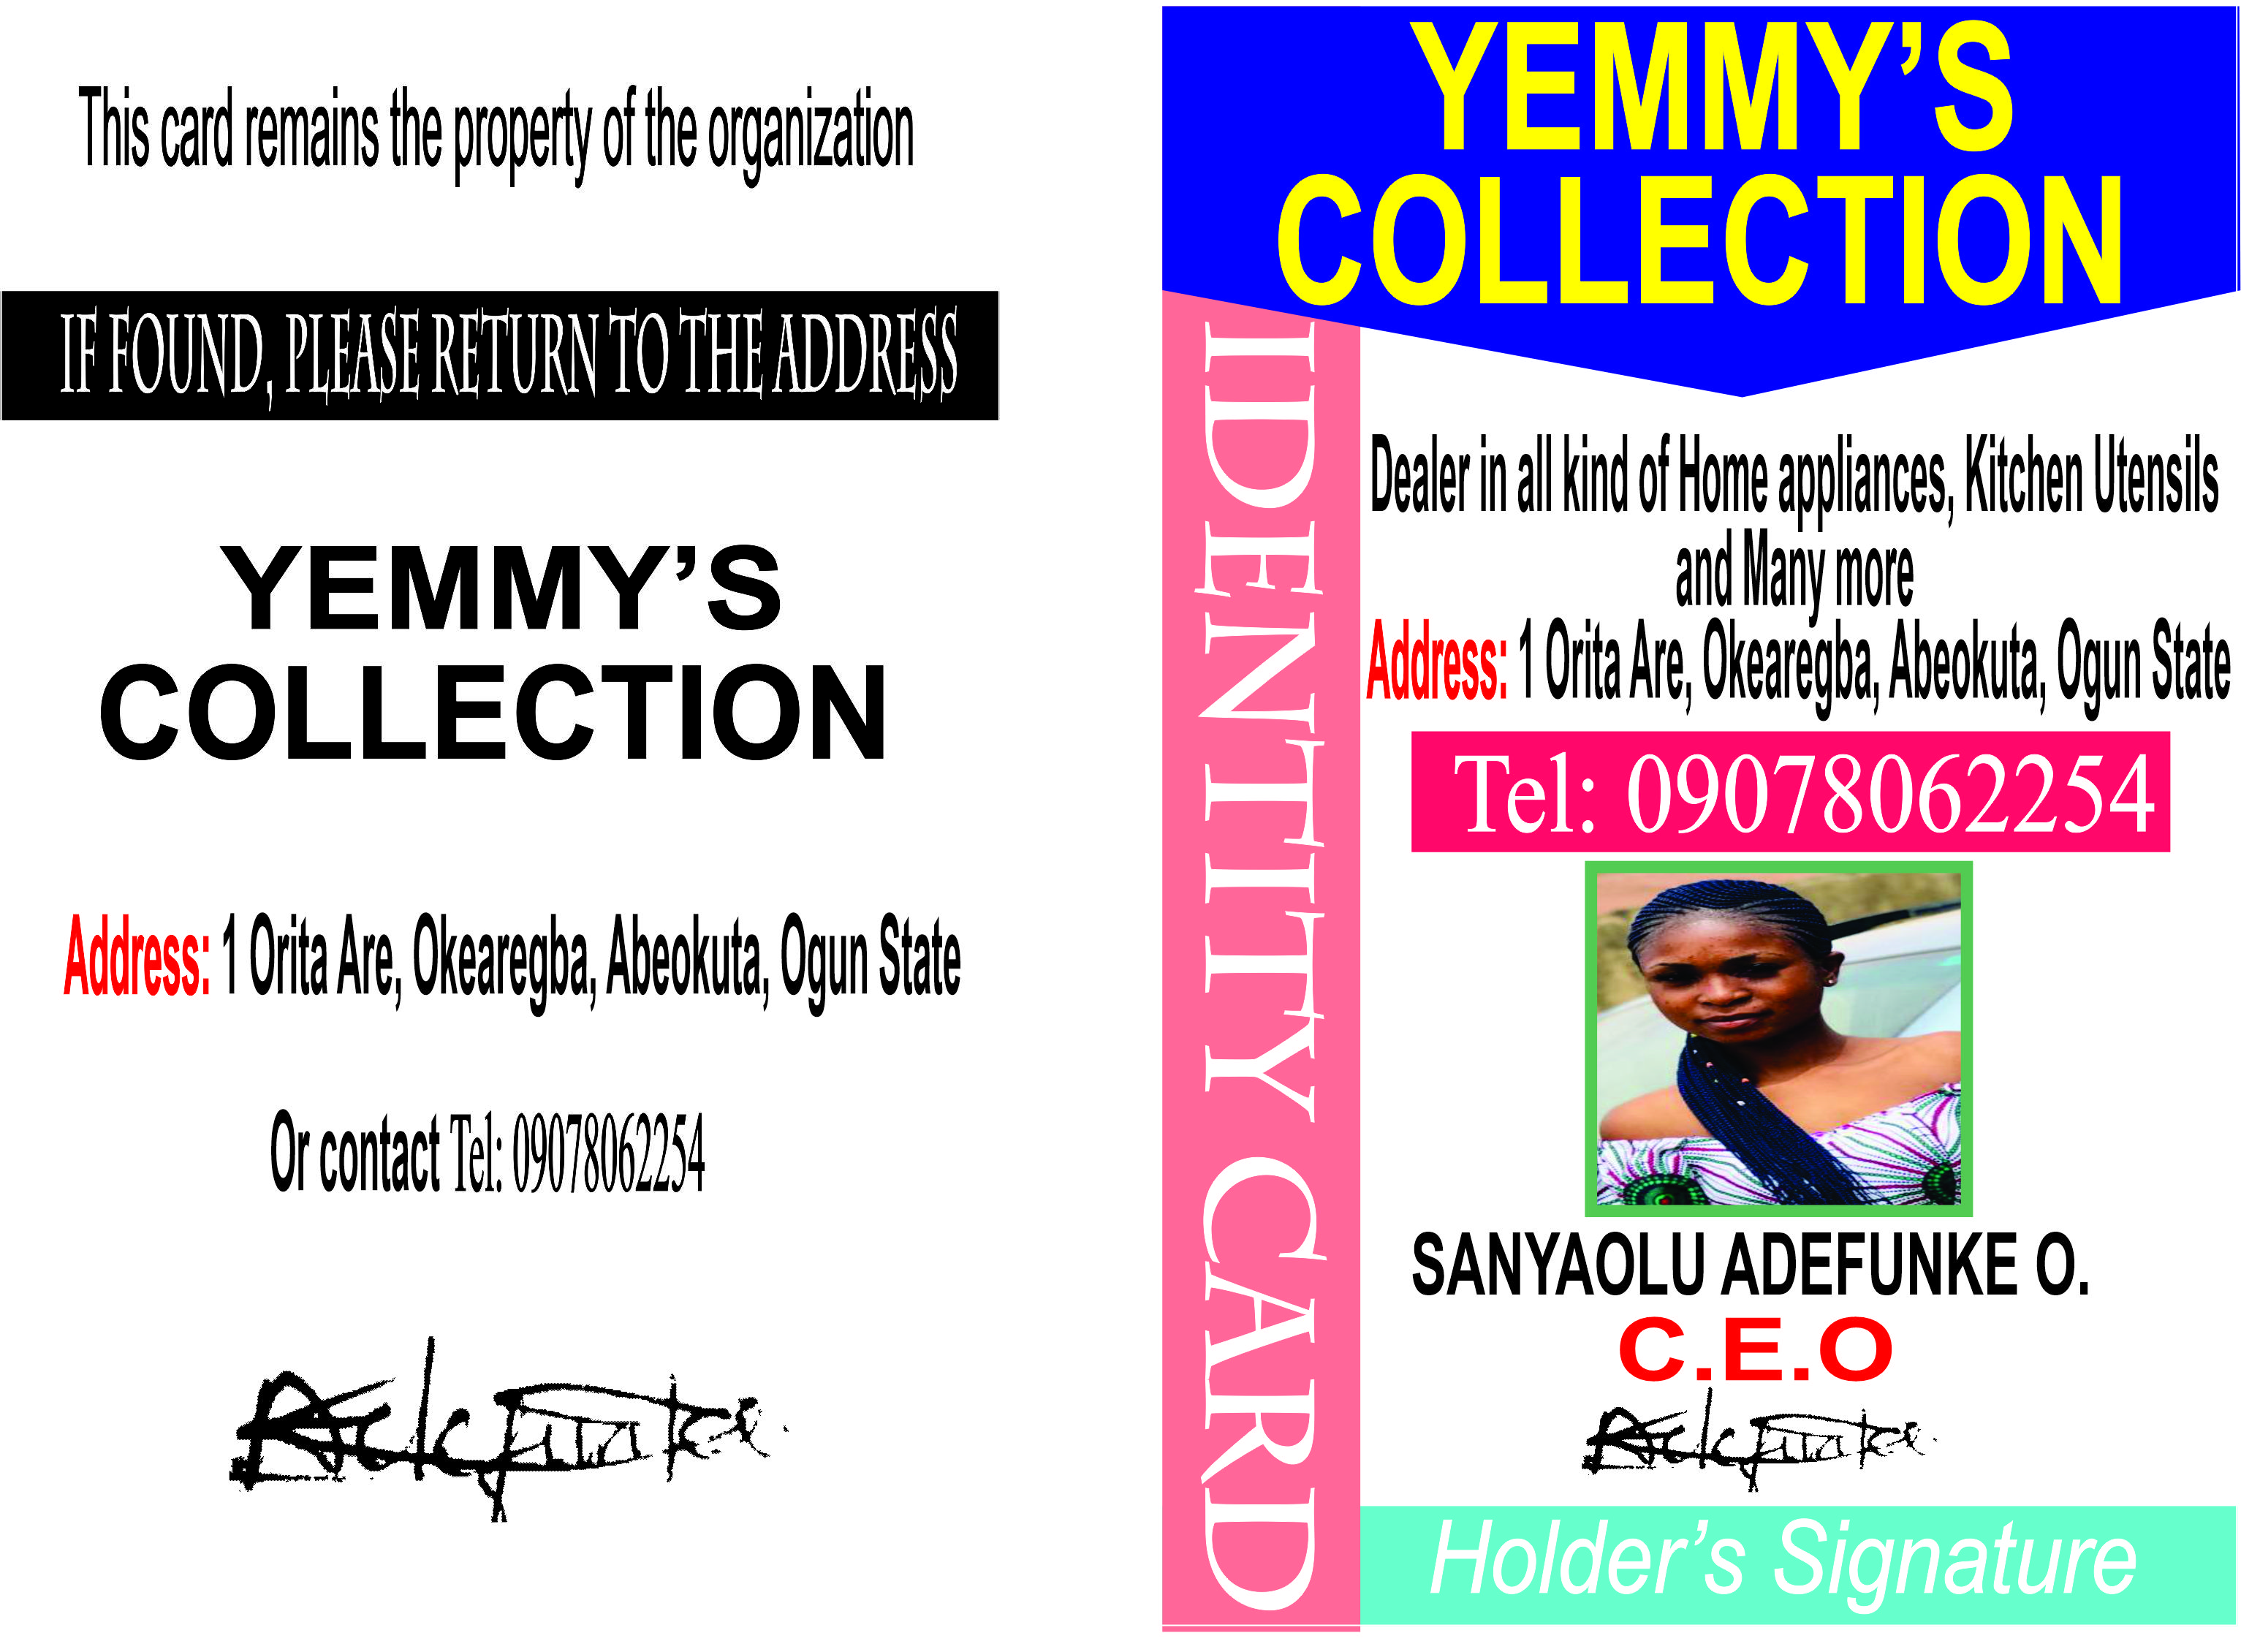 This card remains the property of the organization
IF FOUND, PLEASE RETURN TO THE ADDRESS
YEMMY’S
COLLECTION
Address: 1 Orita Are, Okearegba, Abeokuta, Ogun State
Or contact Tel: 09078062254
Adefunke
YEMMY’S
COLLECTION
IDENTITY CARD
Dealer in all kind of Home appliances, Kitchen Utensils
and Many more
Address: 1 Orita Are, Okearegba, Abeokuta, Ogun State
Tel: 09078062254
SANYAOLU ADEFUNKE O.
C.E.O
Adefunke
Holder’s Signature